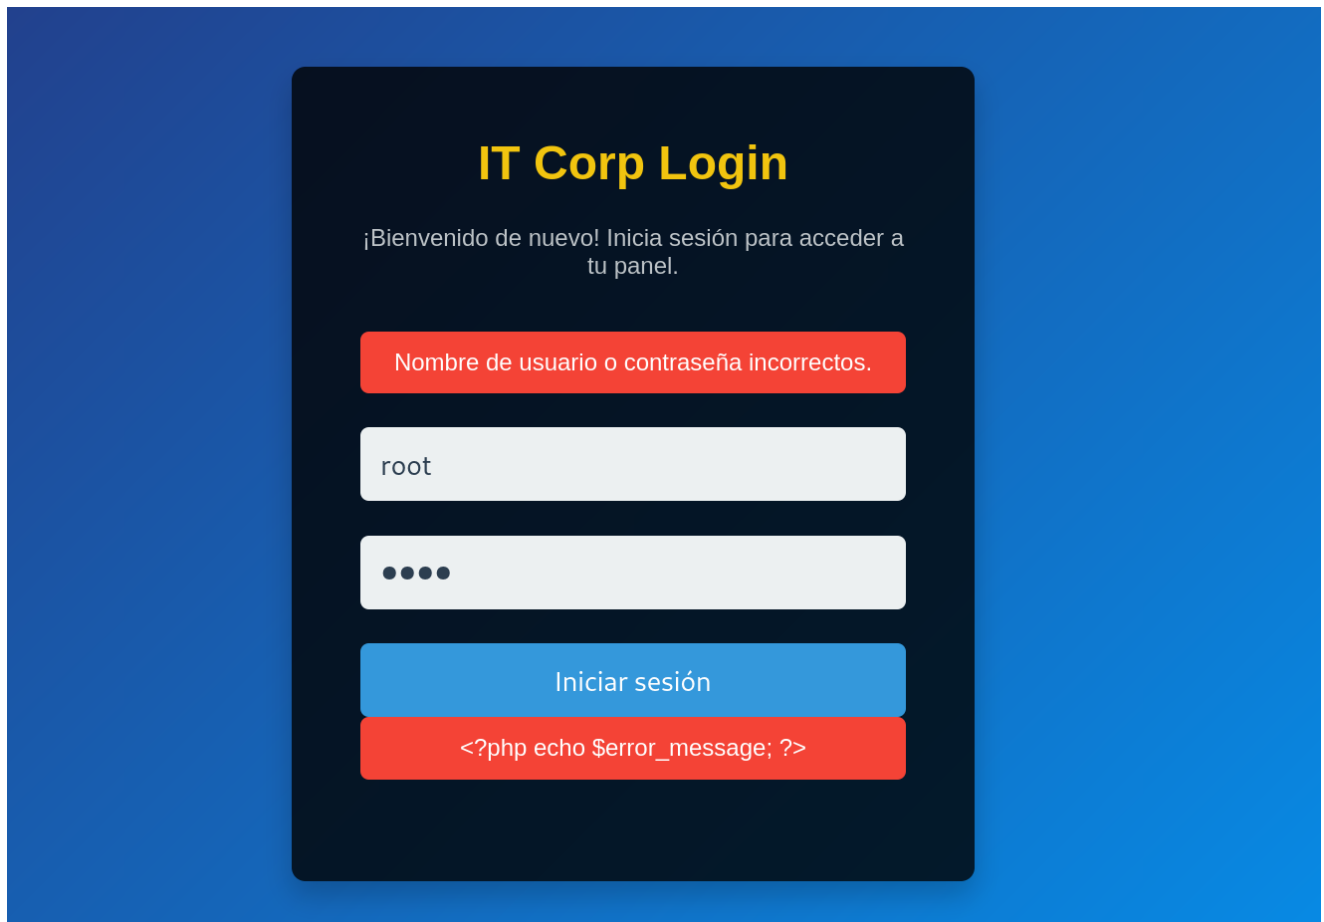 IT Corp Login
¡Bienvenido de nuevo! Inicia sesión para acceder a
tu panel.
Nombre de usuario o contraseña incorrectos.
root
●●●●
Iniciar sesión
<?php echo $error_message; ?>